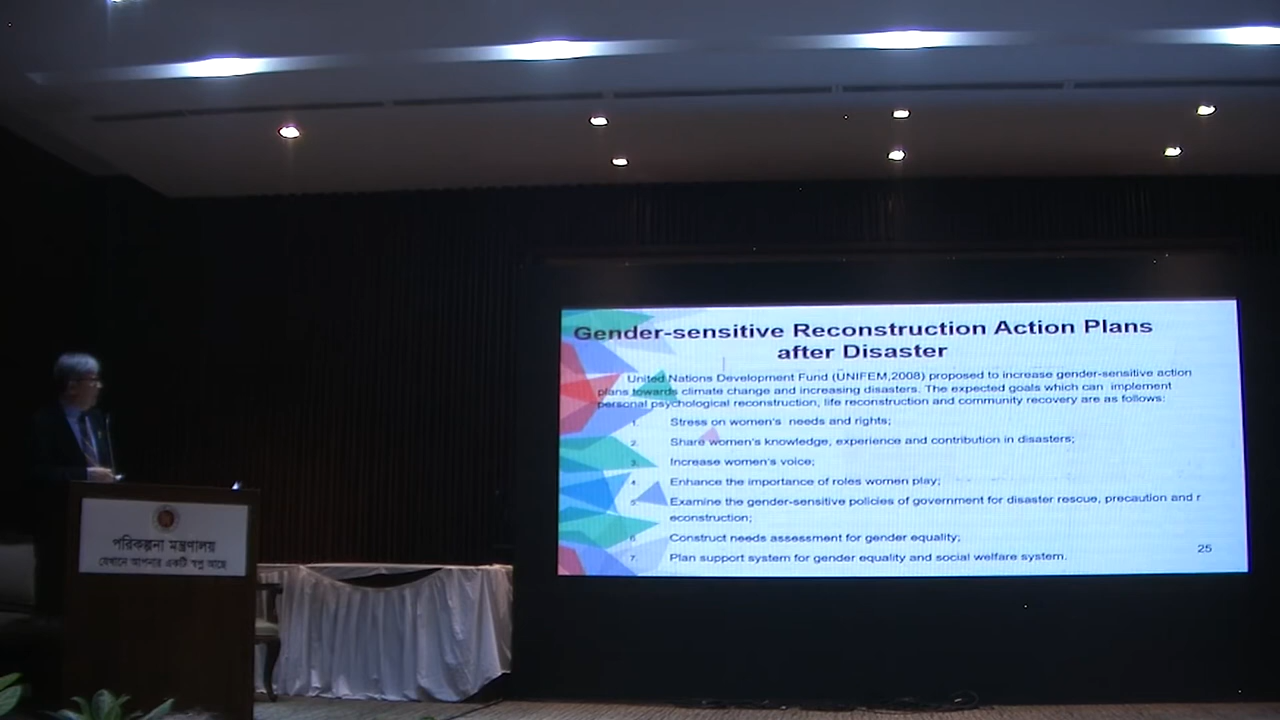 Gender-sensitive Reconstruction Action Plans
after Disaster
United Nations Development Fund (UNIFEM,2008) proposed to increase gender-sensitive action
plans towards climate change and increasing disasters. The expected goals which can implement
personal psychological reconstruction, life reconstruction and community recovery are as follows:
1. Stress on women's needs and rights;
2. Share women's knowledge, experience and contribution in disasters;
3. Increase women's voice;
4. Enhance the importance of roles women play;
5. Examine the gender-sensitive policies of government for disaster rescue, precaution and r
econstruction;
6. Construct needs assessment for gender equality;
7. Plan support system for gender equality and social welfare system.
25
পরিকল্পনা মন্ত্রণালয়
যেখানে আপনার একটি স্বপ্ন আছে